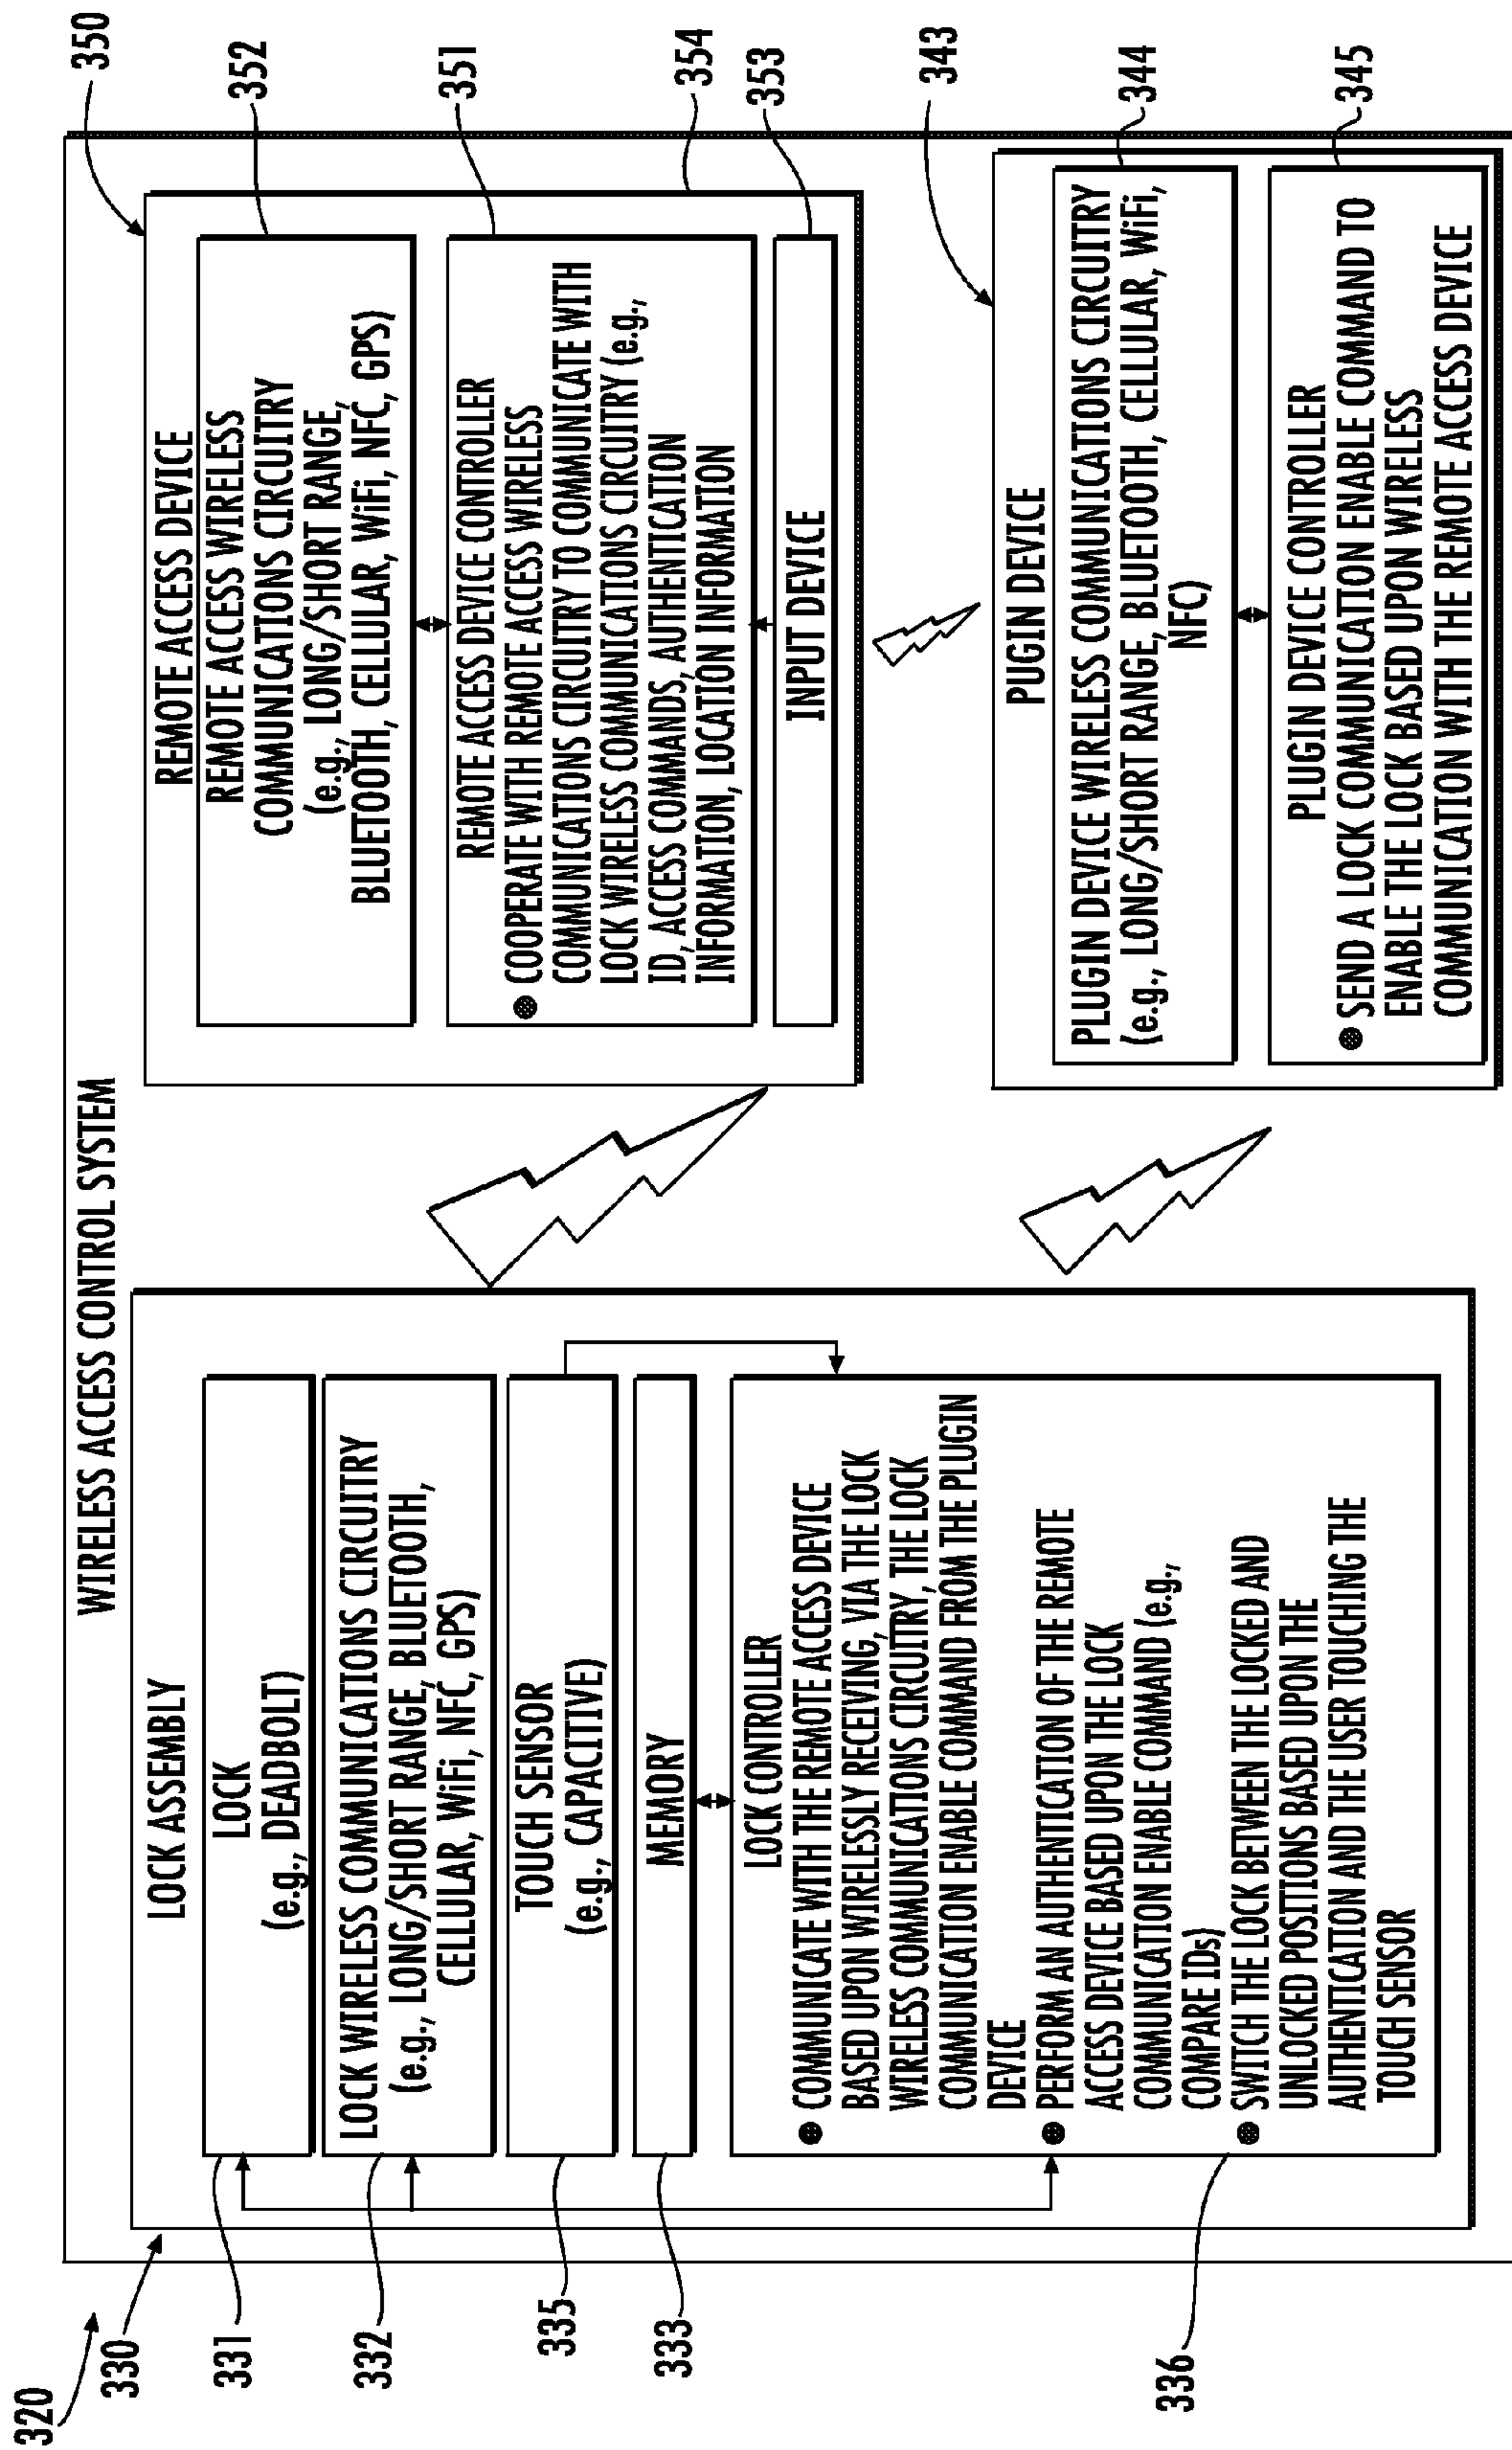 WIRELESS ACCESS CONTROL SYSTEM
320
330
LOCK ASSEMBLY
331
LOCK
(e.g., DEADBOLT)
332
LOCK WIRELESS COMMUNICATIONS CIRCUITRY
(e.g., LONG/SHORT RANGE, BLUETOOTH,
CELLULAR, WiFi, NFC, GPS)
335
TOUCH SENSOR
(e.g., CAPACITIVE)
333
MEMORY
336
LOCK CONTROLLER
● COMMUNICATE WITH THE REMOTE ACCESS DEVICE
BASED UPON WIRELESSLY RECEIVING, VIA THE LOCK
WIRELESS COMMUNICATIONS CIRCUITRY, THE LOCK
COMMUNICATION ENABLE COMMAND FROM THE PLUGIN
DEVICE
● PERFORM AN AUTHENTICATION OF THE REMOTE
ACCESS DEVICE BASED UPON THE LOCK
COMMUNICATION ENABLE COMMAND (e.g.,
COMPARE IDs)
● SWITCH THE LOCK BETWEEN THE LOCKED AND
UNLOCKED POSITIONS BASED UPON THE
AUTHENTICATION AND THE USER TOUCHING THE
TOUCH SENSOR
350
REMOTE ACCESS DEVICE
352
REMOTE ACCESS WIRELESS
COMMUNICATIONS CIRCUITRY
(e.g., LONG/SHORT RANGE,
BLUETOOTH, CELLULAR, WiFi, NFC, GPS)
351
REMOTE ACCESS DEVICE CONTROLLER
● COOPERATE WITH REMOTE ACCESS WIRELESS
COMMUNICATIONS CIRCUITRY TO COMMUNICATE WITH
LOCK WIRELESS COMMUNICATIONS CIRCUITRY (e.g.,
ID, ACCESS COMMANDS, AUTHENTICATION
INFORMATION, LOCATION INFORMATION
354
353
INPUT DEVICE
343
PUGIN DEVICE
344
PLUGIN DEVICE WIRELESS COMMUNICATIONS CIRCUITRY
(e.g., LONG/SHORT RANGE, BLUETOOTH, CELLULAR, WiFi,
NFC)
345
PLUGIN DEVICE CONTROLLER
● SEND A LOCK COMMUNICATION ENABLE COMMAND TO
ENABLE THE LOCK BASED UPON WIRELESS
COMMUNICATION WITH THE REMOTE ACCESS DEVICE